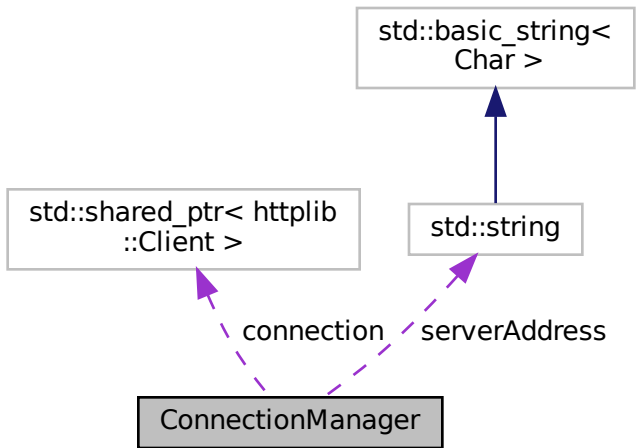 std::basic_string<
Char >
std::shared_ptr< httplib
::Client >
std::string
connection
serverAddress
ConnectionManager